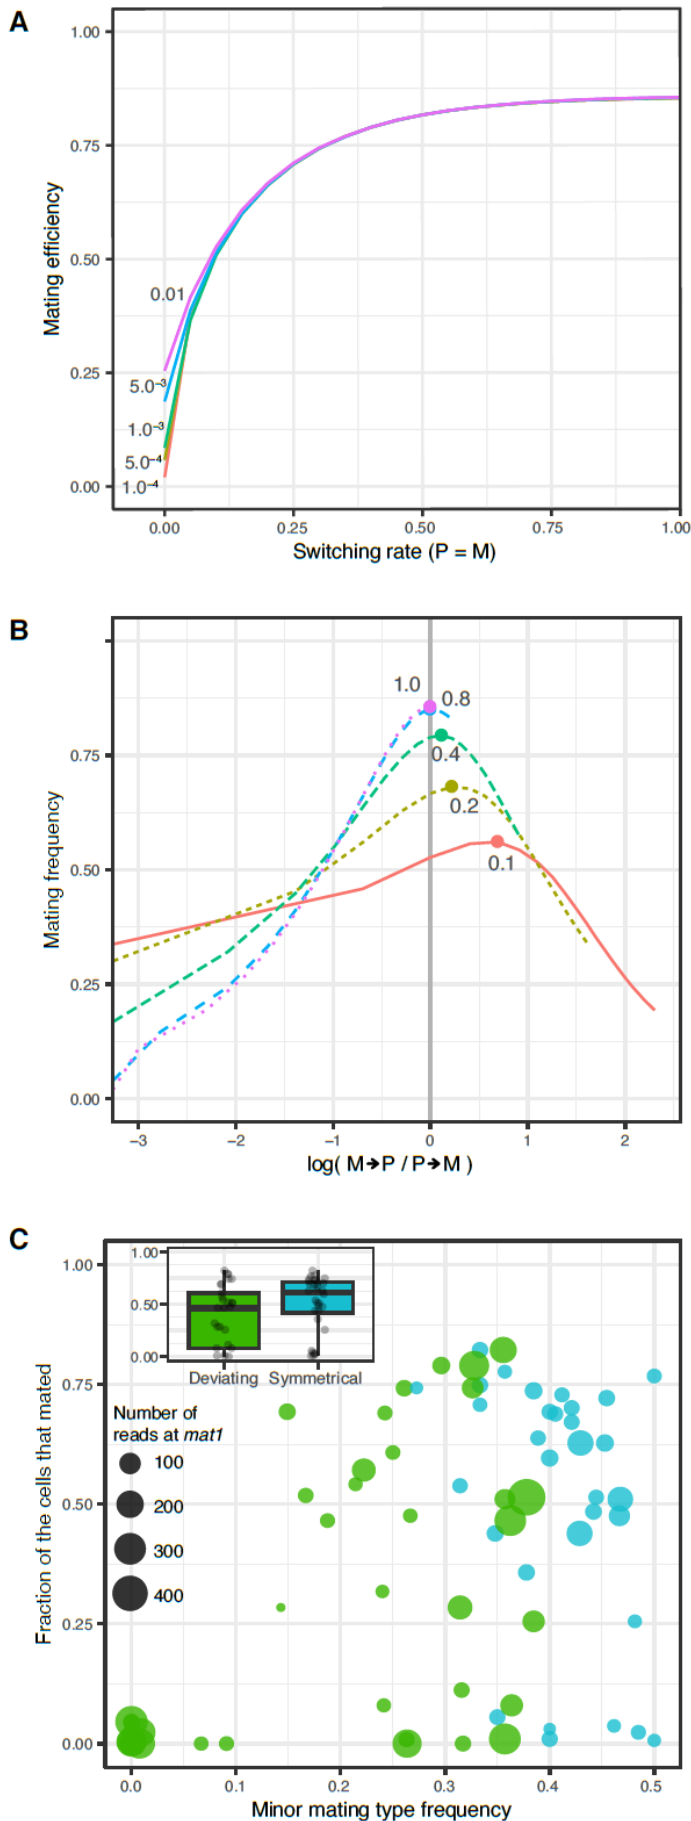 A
1.00
0.75
0.50
0.25
0.00
Mating efficiency
0.01
5.0⁻³
1.0⁻³
5.0⁻⁴
1.0⁻⁴
0.00 0.25 0.50 0.75 1.00
Switching rate (P = M)
B
0.75
0.50
0.25
0.00
Mating frequency
1.0
0.8
0.4
0.2
0.1
−3 −2 −1 0 1 2
log( M➔P / P➔M )
C
1.00
0.75
0.50
0.25
0.00
Fraction of the cells that mated
1.00
0.50
0.00
Deviating Symmetrical
Number of
reads at mat1
100
200
300
400
0.0 0.1 0.2 0.3 0.4 0.5
Minor mating type frequency